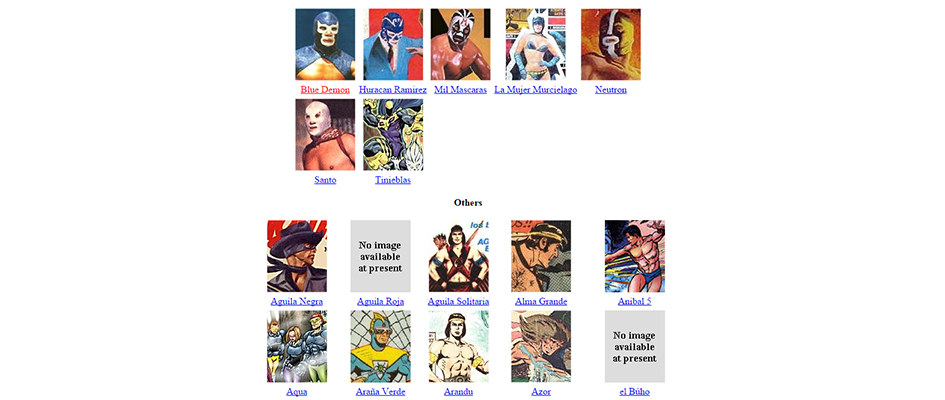 Blue Demon Huracan Ramirez Mil Mascaras La Mujer Murcielago Neutron
Santo Tinieblas
Others
los
AG
No image
available
at present
Aguila Negra Aguila Roja Aguila Solitaria Alma Grande Anibal 5
No image
available
at present
Aqua Araña Verde Arandu Azor el Búho